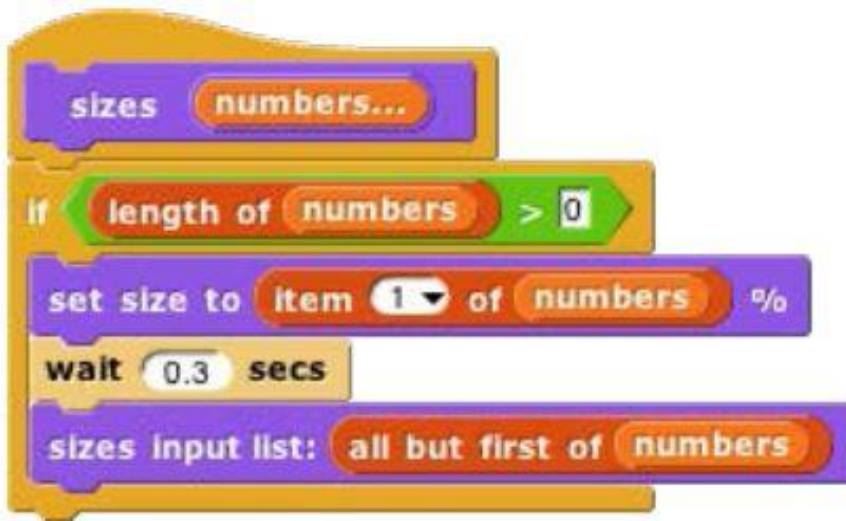 sizes numbers...
if length of numbers > 0
set size to item 1 of numbers %
wait 0.3 secs
sizes input list: all but first of numbers